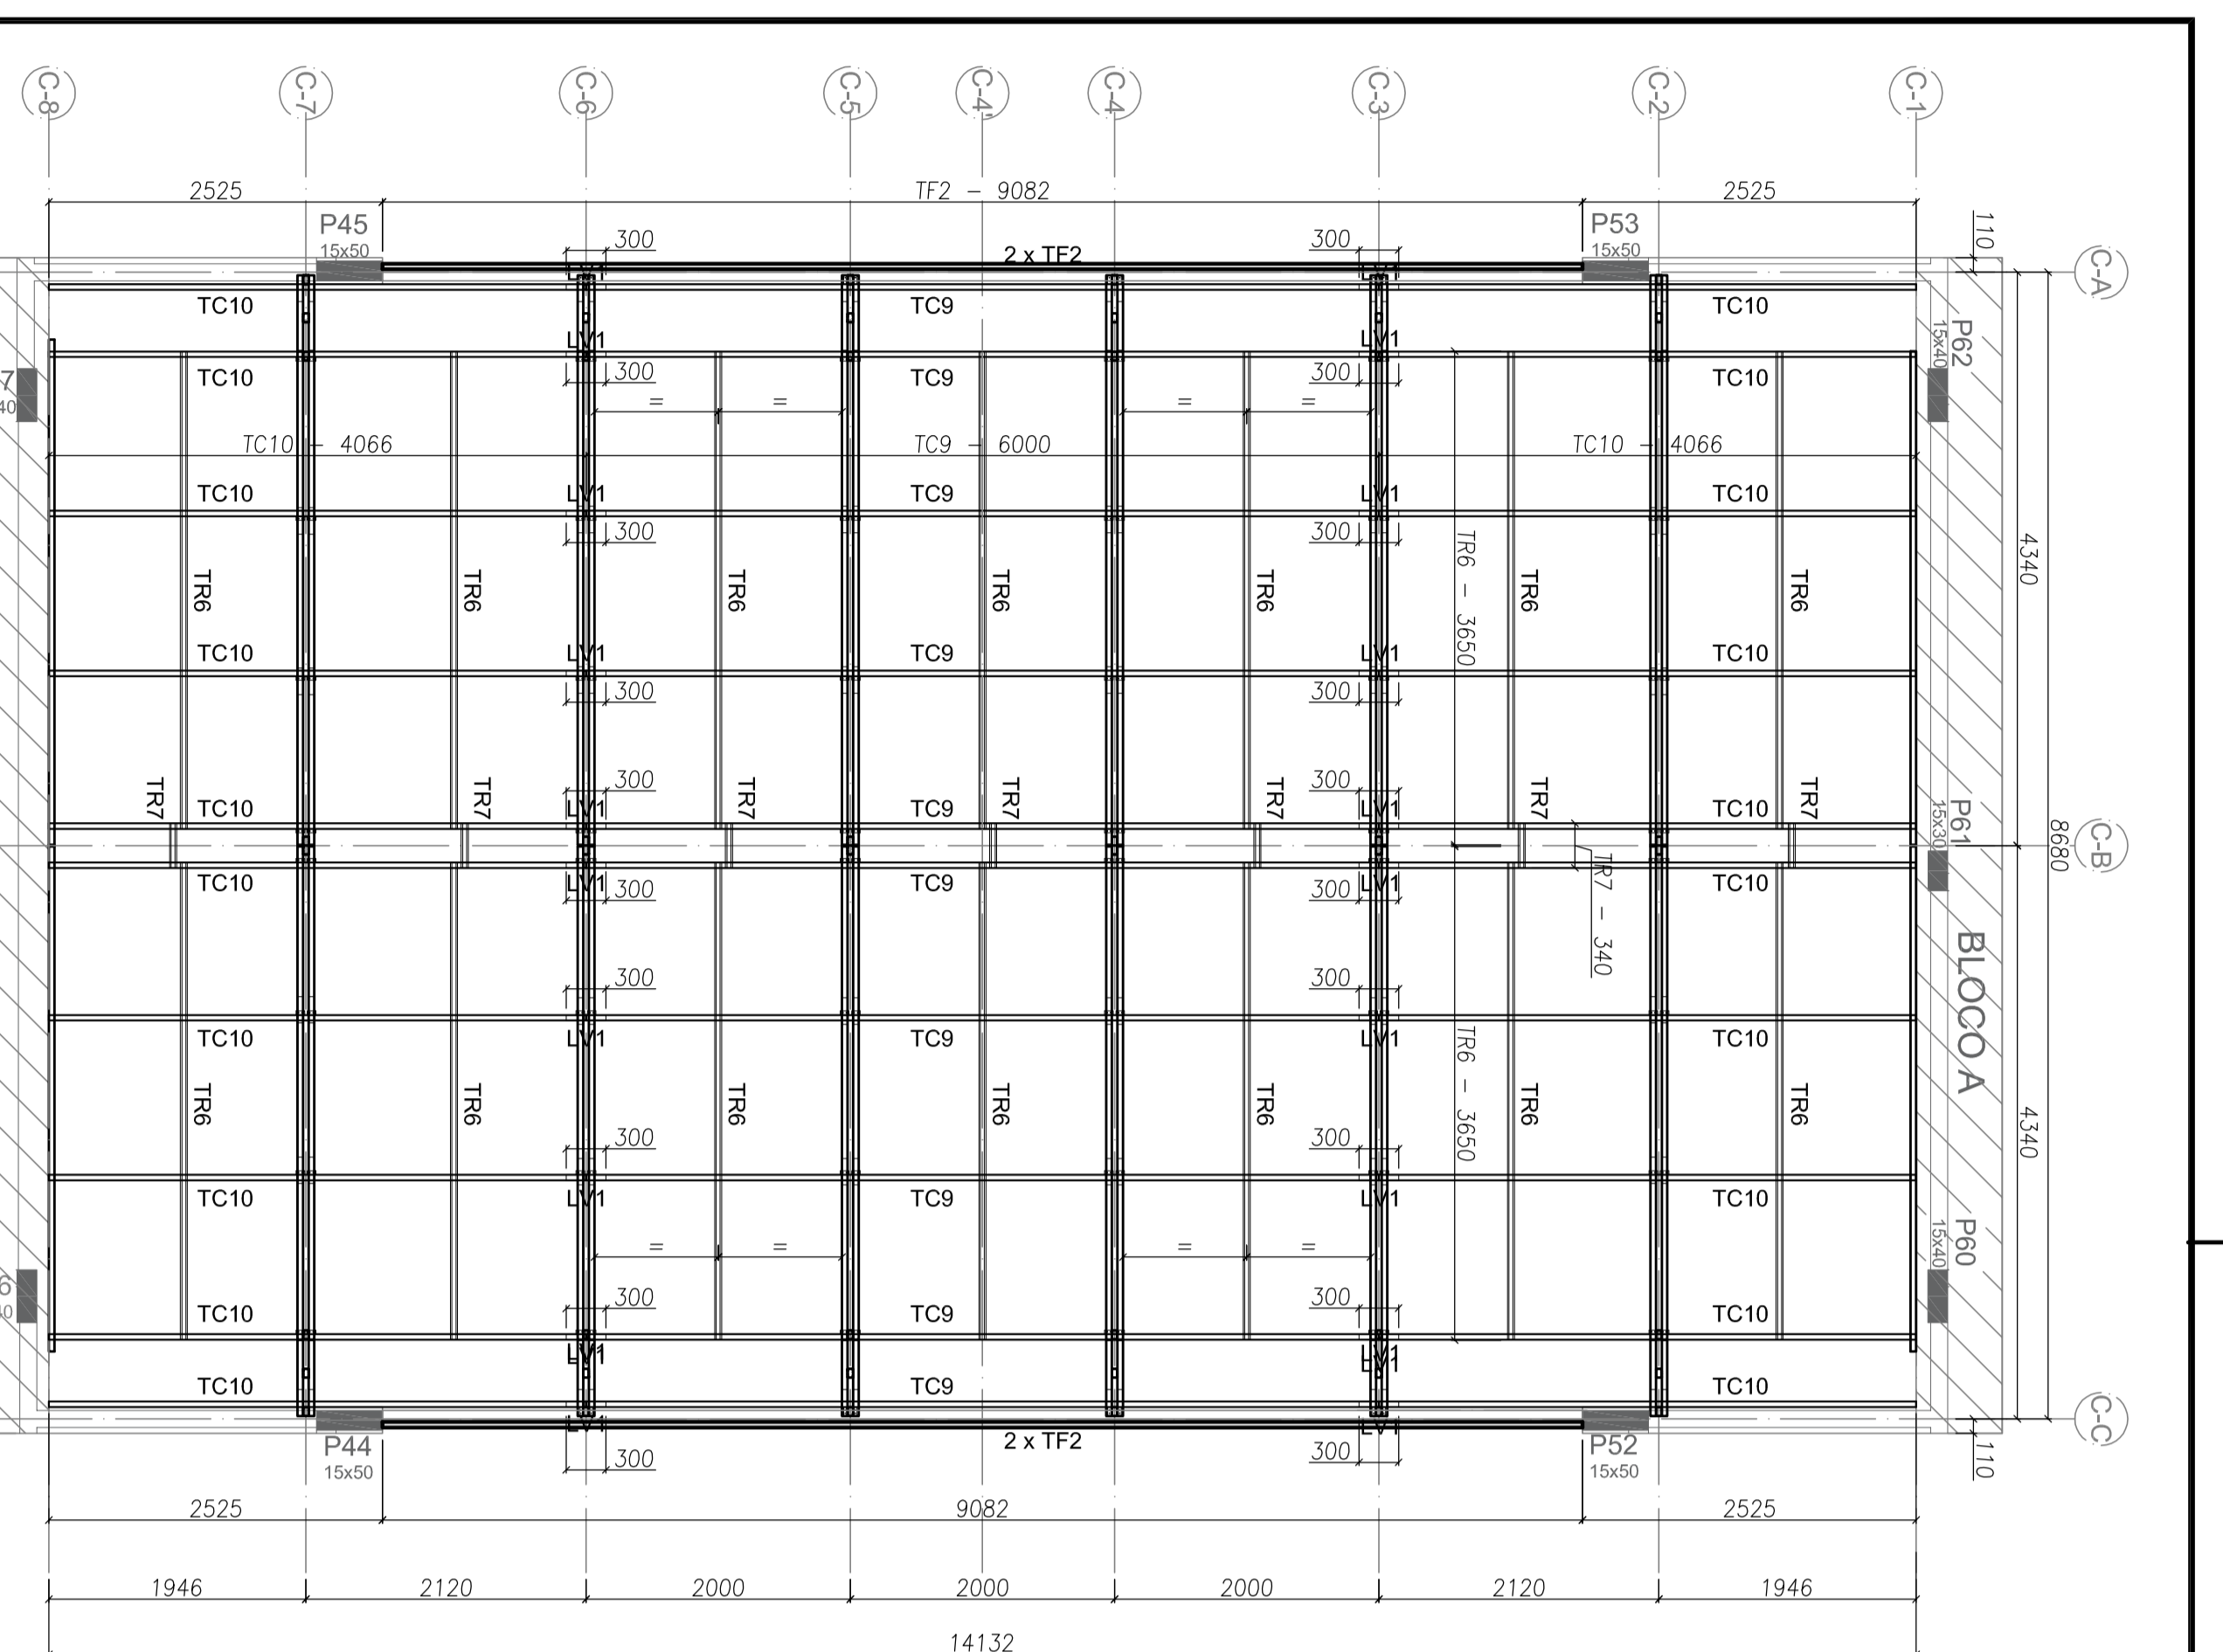 C-8 C-7 C-6 C-5 C-4' C-4 C-3 C-2 C-1
2525 TF2 - 9082 2525
P45 P53
15x50 300 300 15x50
110
2 x TF2
C-A
TC10 TC9 TC10
LV1 LV1
P62
15x40
300 300
TC10 TC9 TC10
= = = =
TC10 - 4066 TC9 - 6000 TC10 - 4066
TC10 LV1 TC9 LV1 TC10
300 300
TR6 - 3650
4340
TR6 TR6 TR6 TR6 TR6 TR6 TR6
TC10 LV1 TC9 LV1 TC10
300 300
300 300
TR7 TR7 TR7 TR7 TR7 TR7 TR7
TC10 LV1 TC9 LV1 TC10
P61
15x30
8680
C-B
TC10 LV1 TC9 LV1 TC10
300 300
TR7 - 340
BLOCO A
300 300
TC10 LV1 TC9 LV1 TC10
TR6 - 3650
4340
TR6 TR6 TR6 TR6 TR6 TR6 TR6
300 300
TC10 LV1 TC9 LV1 TC10
P60
15x40
= = = =
300 300
TC10 TC9 TC10
LV1
TC10 TC9 TC10
C-C
P44 2 x TF2 P52
15x50 300 300 15x50
110
2525 9082 2525
1946 2120 2000 2000 2000 2120 1946
14132